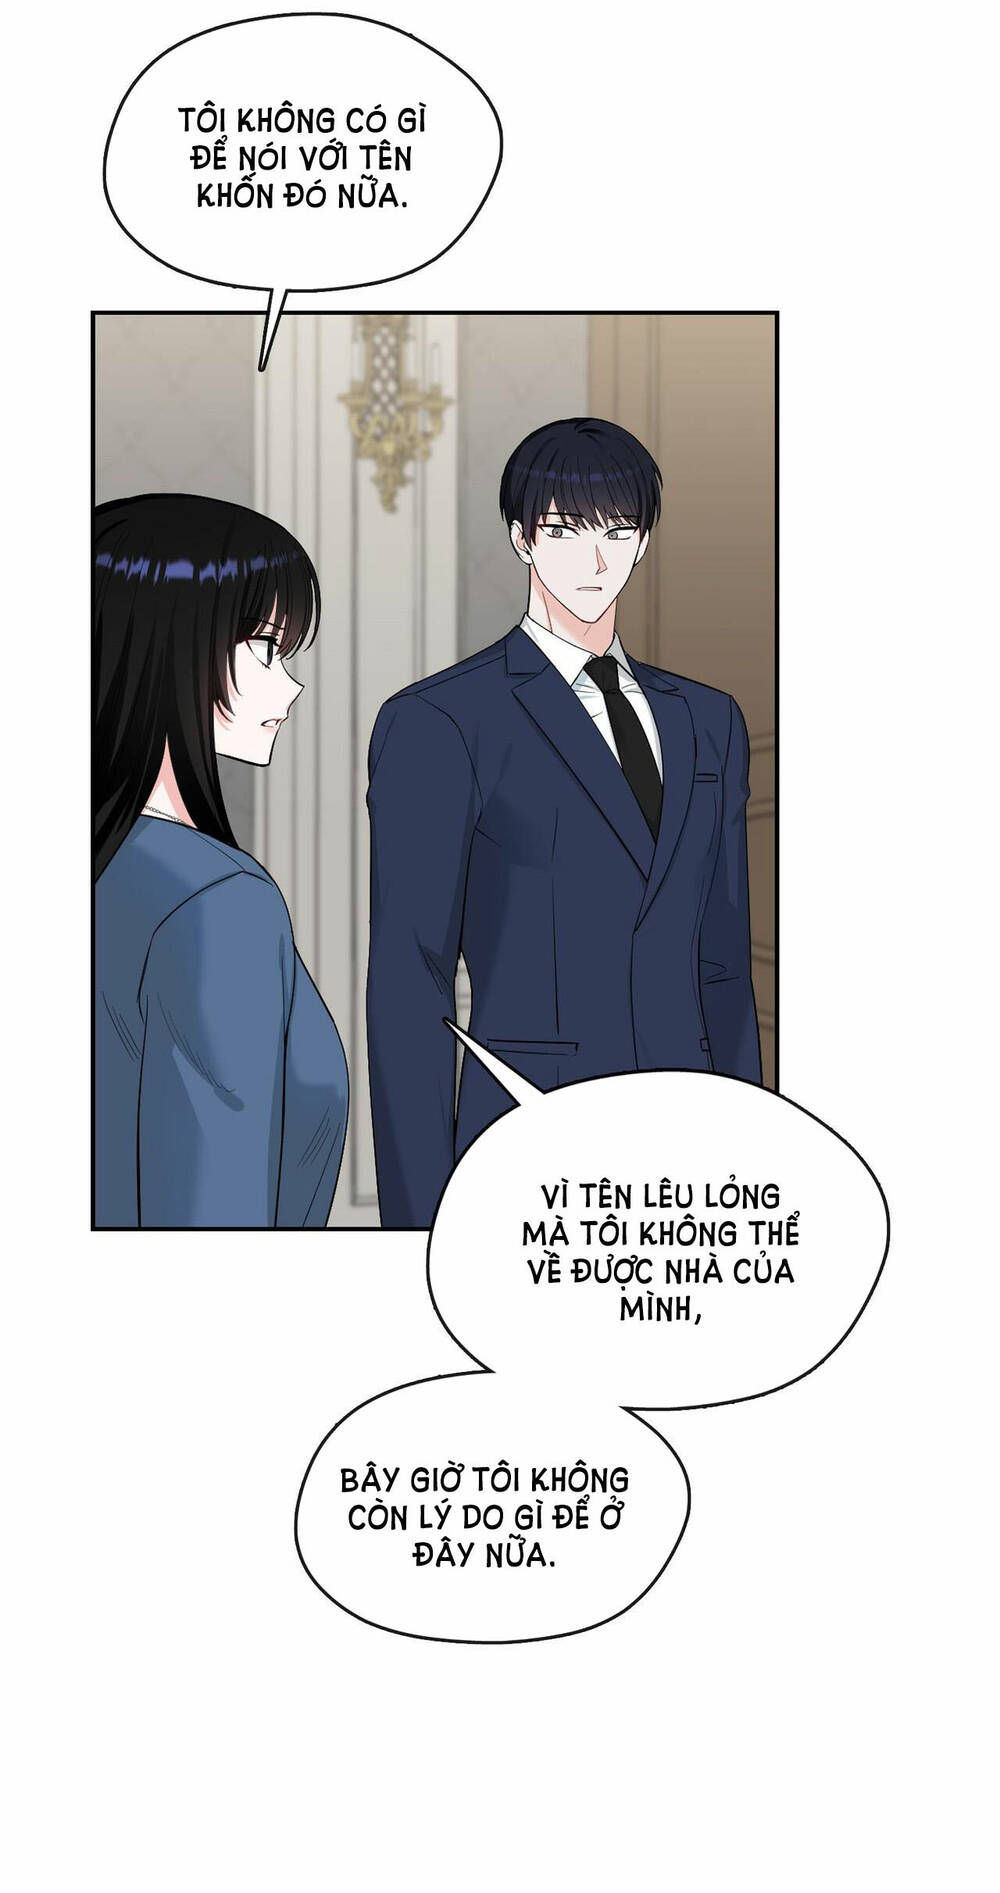 TÔI KHÔNG CÓ GÌ
ĐỂ NÓI VỚI TÊN
KHỐN ĐÓ NỮA.
VÌ TÊN LÊU LỎNG
MÀ TÔI KHÔNG THỂ
VỀ ĐƯỢC NHÀ CỦA
MÌNH,
BÂY GIỜ TÔI KHÔNG
CÒN LÝ DO GÌ ĐỂ Ở
ĐÂY NỮA.